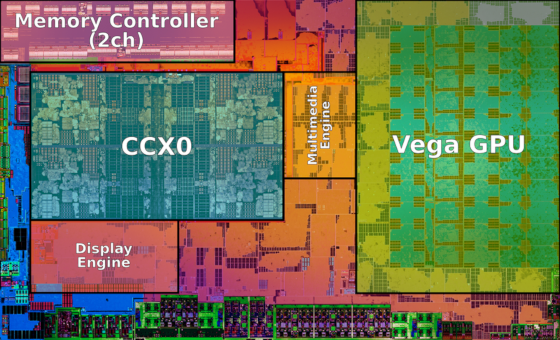 Memory Controller
(2ch)
CCX0
Multimedia
Engine
Vega GPU
Display
Engine